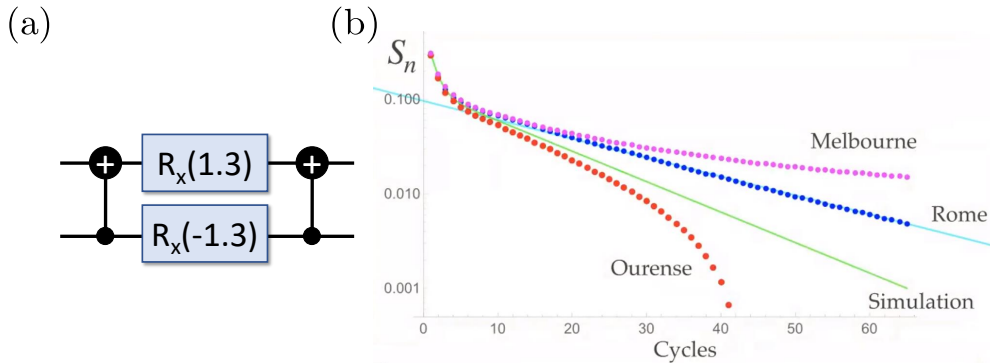 (a)
R_x(1.3)
R_x(-1.3)
(b)
S_n
0.100
0.010
0.001
0 10 20 30 40 50 60
Cycles
Melbourne
Rome
Ourense
Simulation